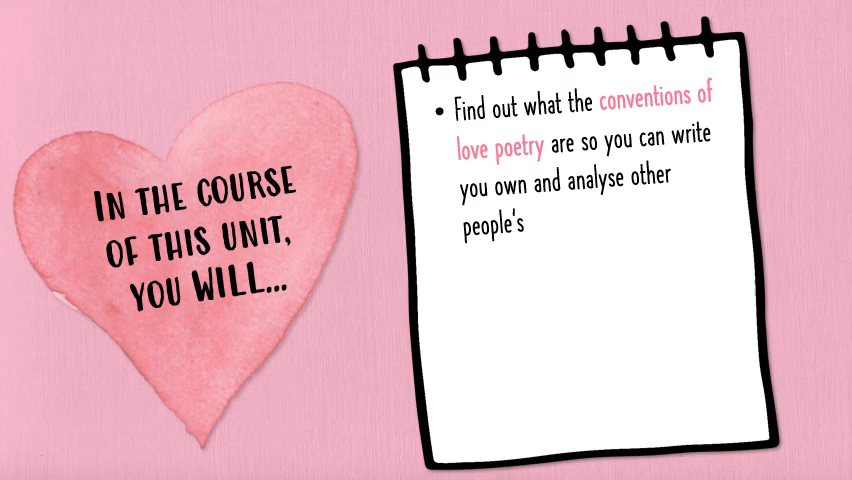 IN THE COURSE
OF THIS UNIT,
YOU WILL...
• Find out what the conventions of
love poetry are so you can write
you own and analyse other
people's